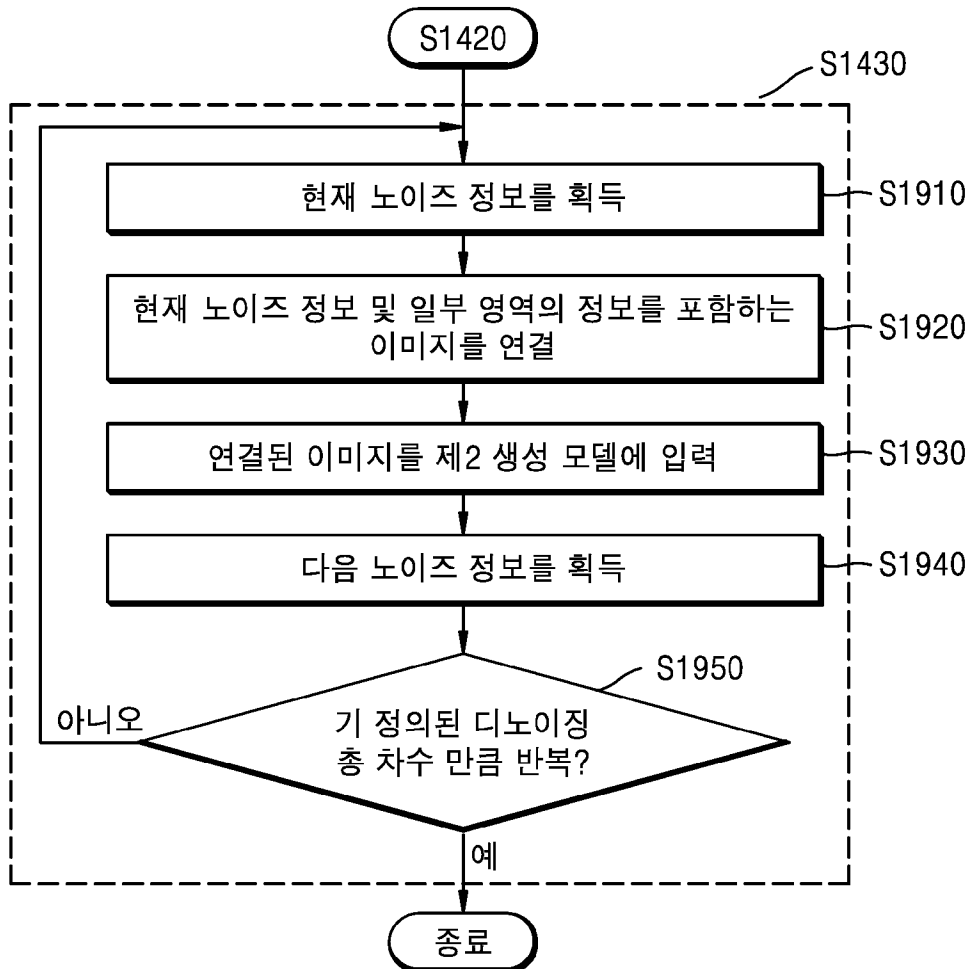 S1420
S1430
현재 노이즈 정보를 획득
S1910
현재 노이즈 정보 및 일부 영역의 정보를 포함하는
이미지를 연결
S1920
연결된 이미지를 제2 생성 모델에 입력
S1930
다음 노이즈 정보를 획득
S1940
S1950
기 정의된 디노이징
총 차수 만큼 반복?
아니오
예
종료